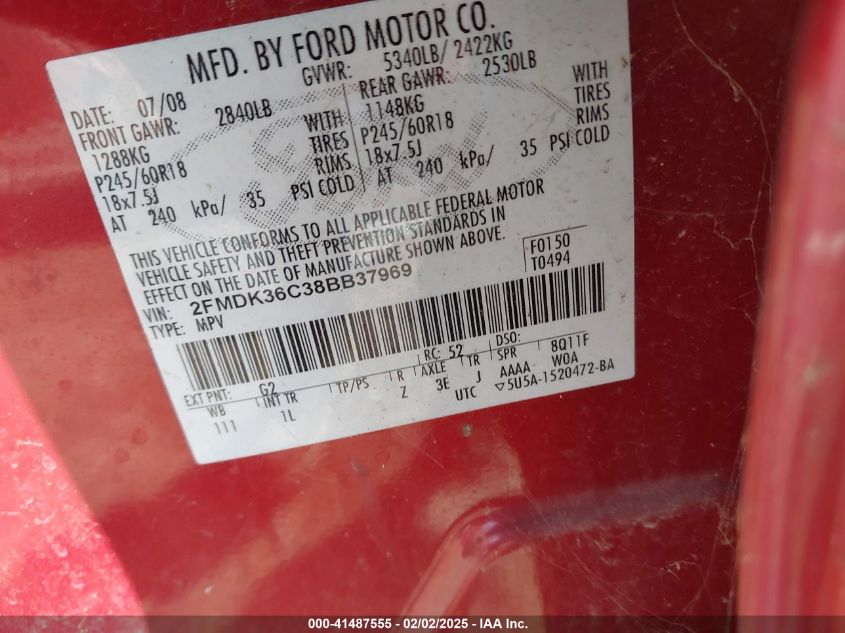 MFD. BY FORD MOTOR CO.
DATE: 07/08 GVWR: 5340LB/ 2422KG
FRONT GAWR: 2840LB REAR GAWR: 2530LB
1288KG WITH 1148KG WITH
P245/60R18 TIRES P245/60R18 TIRES
18x7.5J RIMS 18x7.5J RIMS
AT 240 kPa/ 35 PSI COLD AT 240 kPa/ 35 PSI COLD
THIS VEHICLE CONFORMS TO ALL APPLICABLE FEDERAL MOTOR
VEHICLE SAFETY AND THEFT PREVENTION STANDARDS IN
EFFECT ON THE DATE OF MANUFACTURE SHOWN ABOVE.
F0150
T0494
VIN: 2FMDK36C38BB37969
TYPE: MPV
EXT PNT: G2 RC: 52 DSO:
WB INT TR TP/PS R AXLE TR SPR 8Q11F
111 1L Z 3E J AAAA W0A
UTC ▽5U5A-1520472-BA
000-41487555 - 02/02/2025 - IAA Inc.